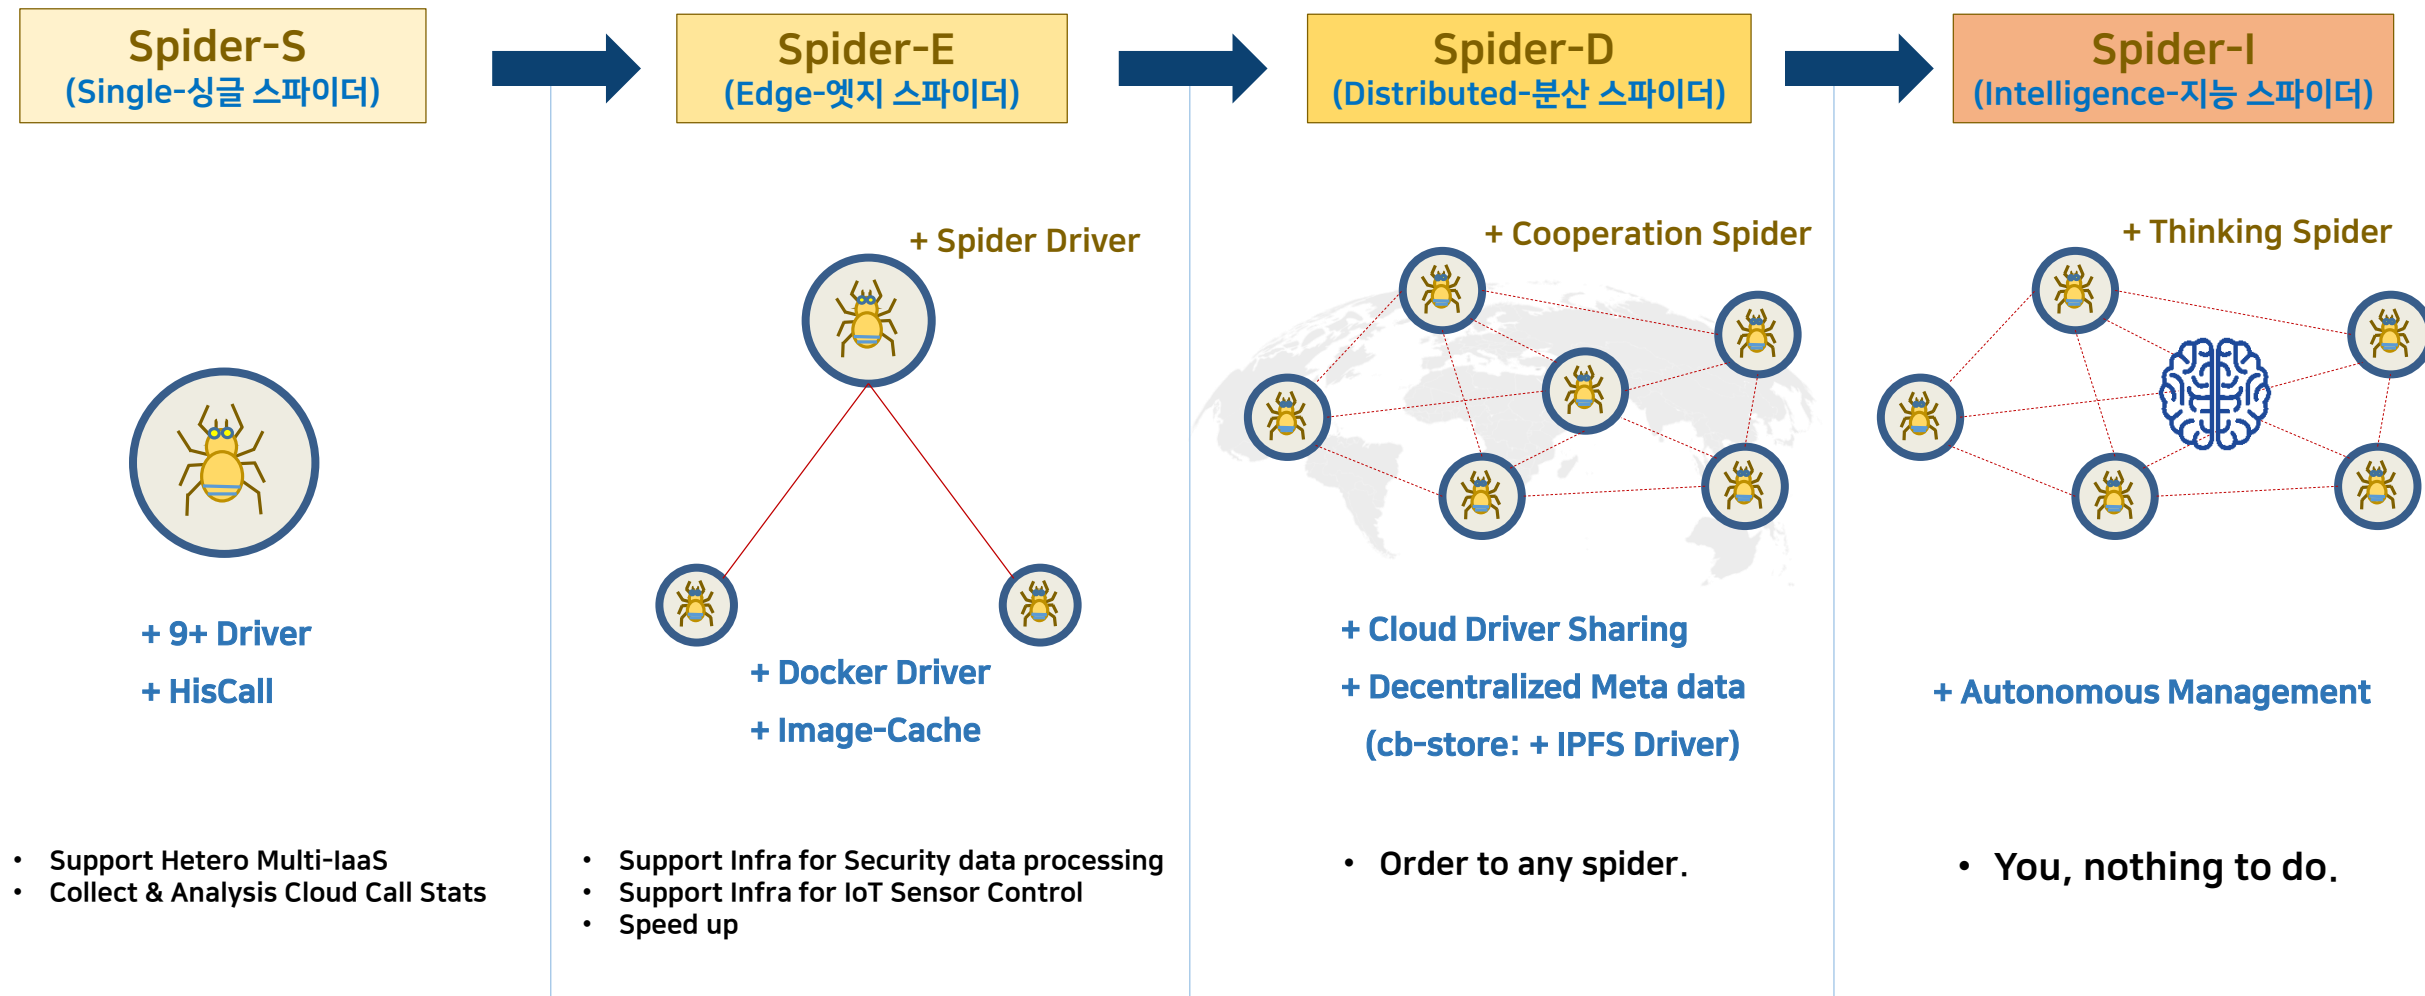 Spider-S
(Single-싱글 스파이더)
+ 9+ Driver
+ HisCall
• Support Hetero Multi-IaaS
• Collect & Analysis Cloud Call Stats
Spider-E
(Edge-엣지 스파이더)
+ Spider Driver
+ Docker Driver
+ Image-Cache
• Support Infra for Security data processing
• Support Infra for IoT Sensor Control
• Speed up
Spider-D
(Distributed-분산 스파이더)
+ Cooperation Spider
+ Cloud Driver Sharing
+ Decentralized Meta data
(cb-store: + IPFS Driver)
• Order to any spider.
Spider-I
(Intelligence-지능 스파이더)
+ Thinking Spider
+ Autonomous Management
• You, nothing to do.